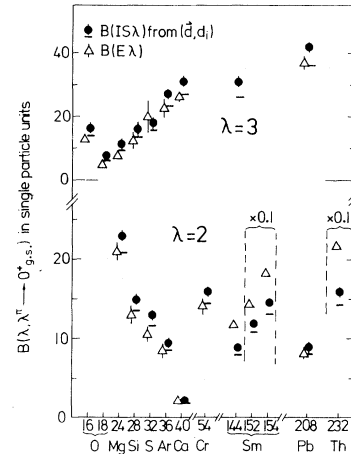 ● B(ISλ) from (d⃗,dᵢ)
△ B(Eλ)
40
20
0
λ=3
B(λ,λ^π → 0⁺g.s.) in single particle units
λ=2
×0.1
×0.1
20
10
0
16 18 24 28 32 36 40 54 144 152 154 208 232
O Mg Si S Ar Ca Cr Sm Pb Th